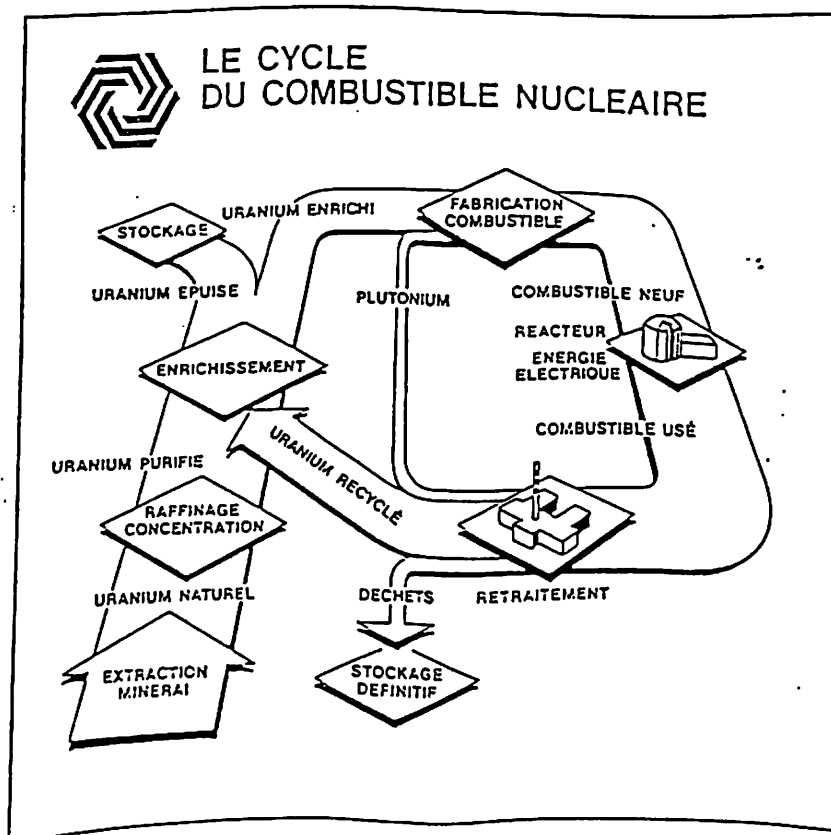 LE CYCLE
DU COMBUSTIBLE NUCLEAIRE
URANIUM ENRICHI
FABRICATION
COMBUSTIBLE
STOCKAGE
URANIUM EPUISE
PLUTONIUM
COMBUSTIBLE NEUF
REACTEUR
ENERGIE
ELECTRIQUE
ENRICHISSEMENT
COMBUSTIBLE USÉ
URANIUM RECYCLÉ
URANIUM PURIFIE
RAFFINAGE
CONCENTRATION
URANIUM NATUREL
DECHETS
RETRAITEMENT
EXTRACTION
MINERAI
STOCKAGE
DEFINITIF